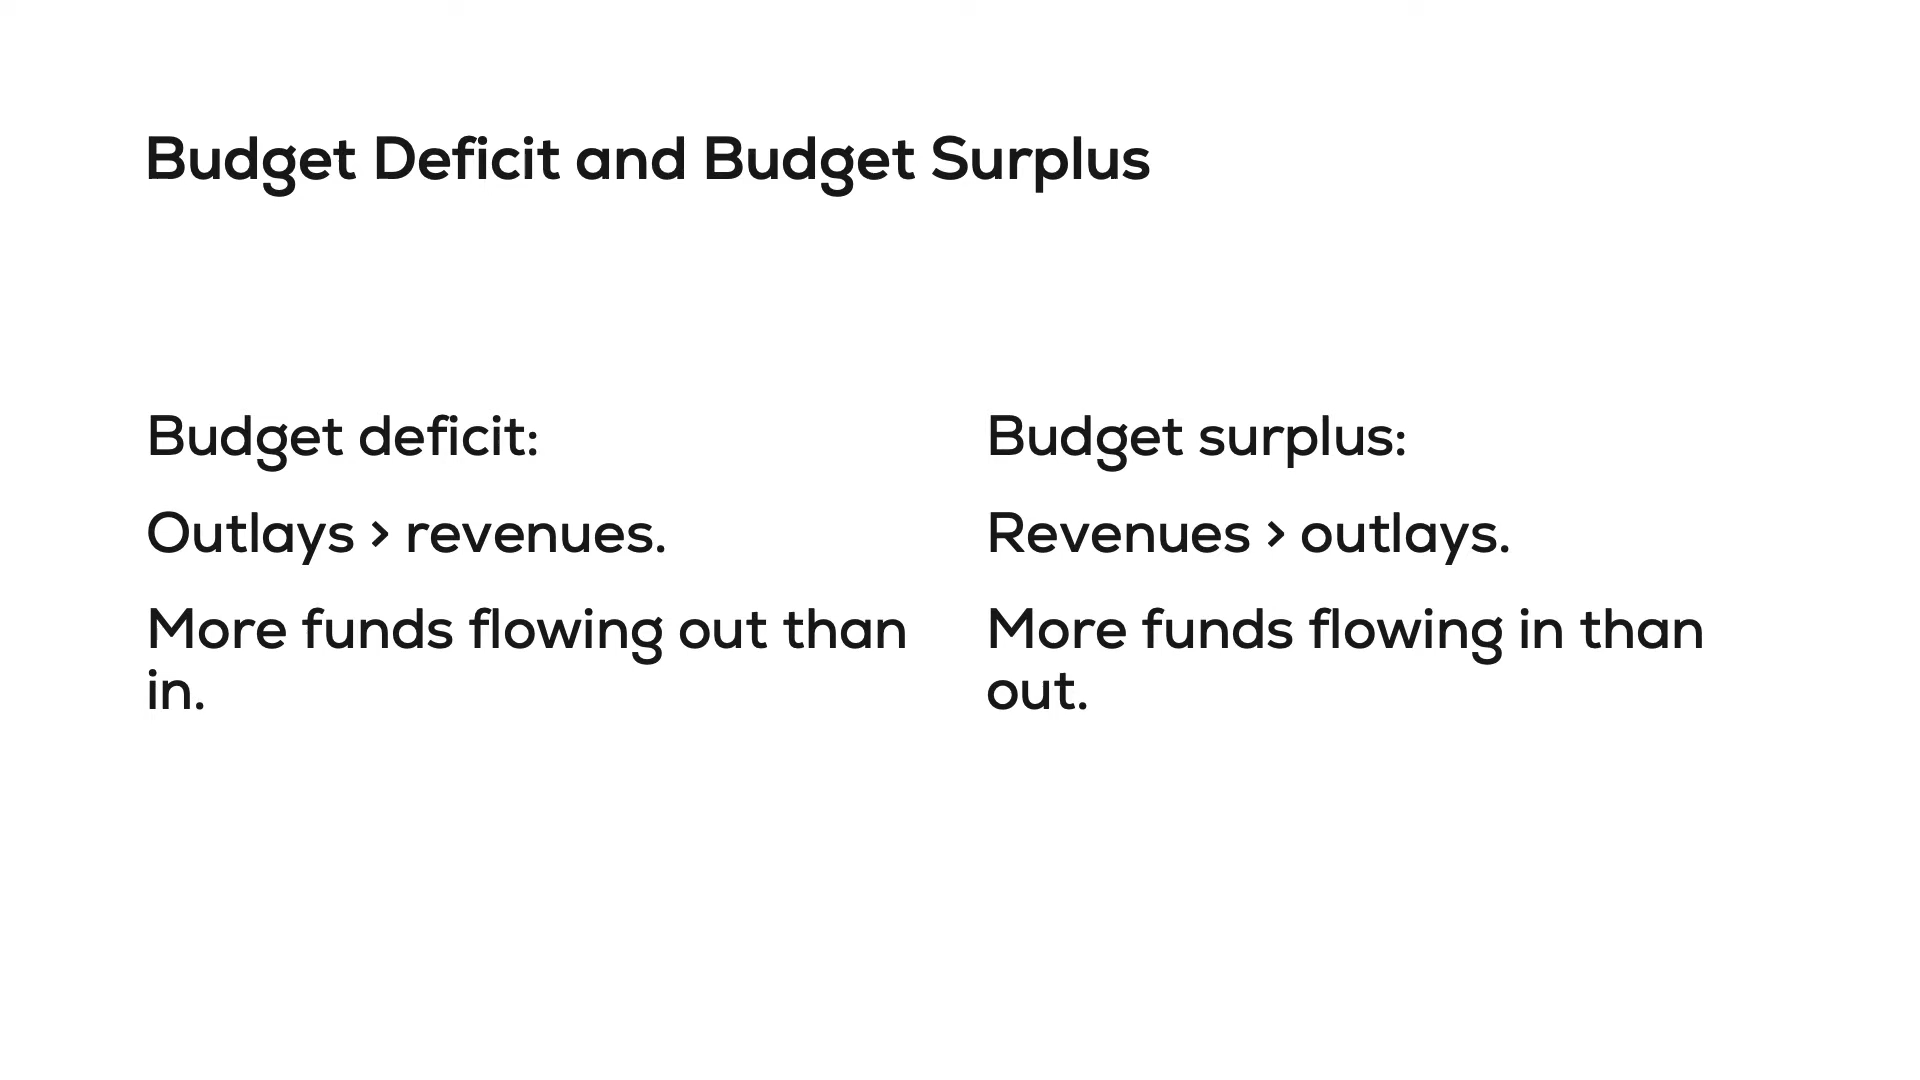 Budget Deficit and Budget Surplus
Budget deficit:
Outlays > revenues.
More funds flowing out than
in.
Budget surplus:
Revenues > outlays.
More funds flowing in than
out.